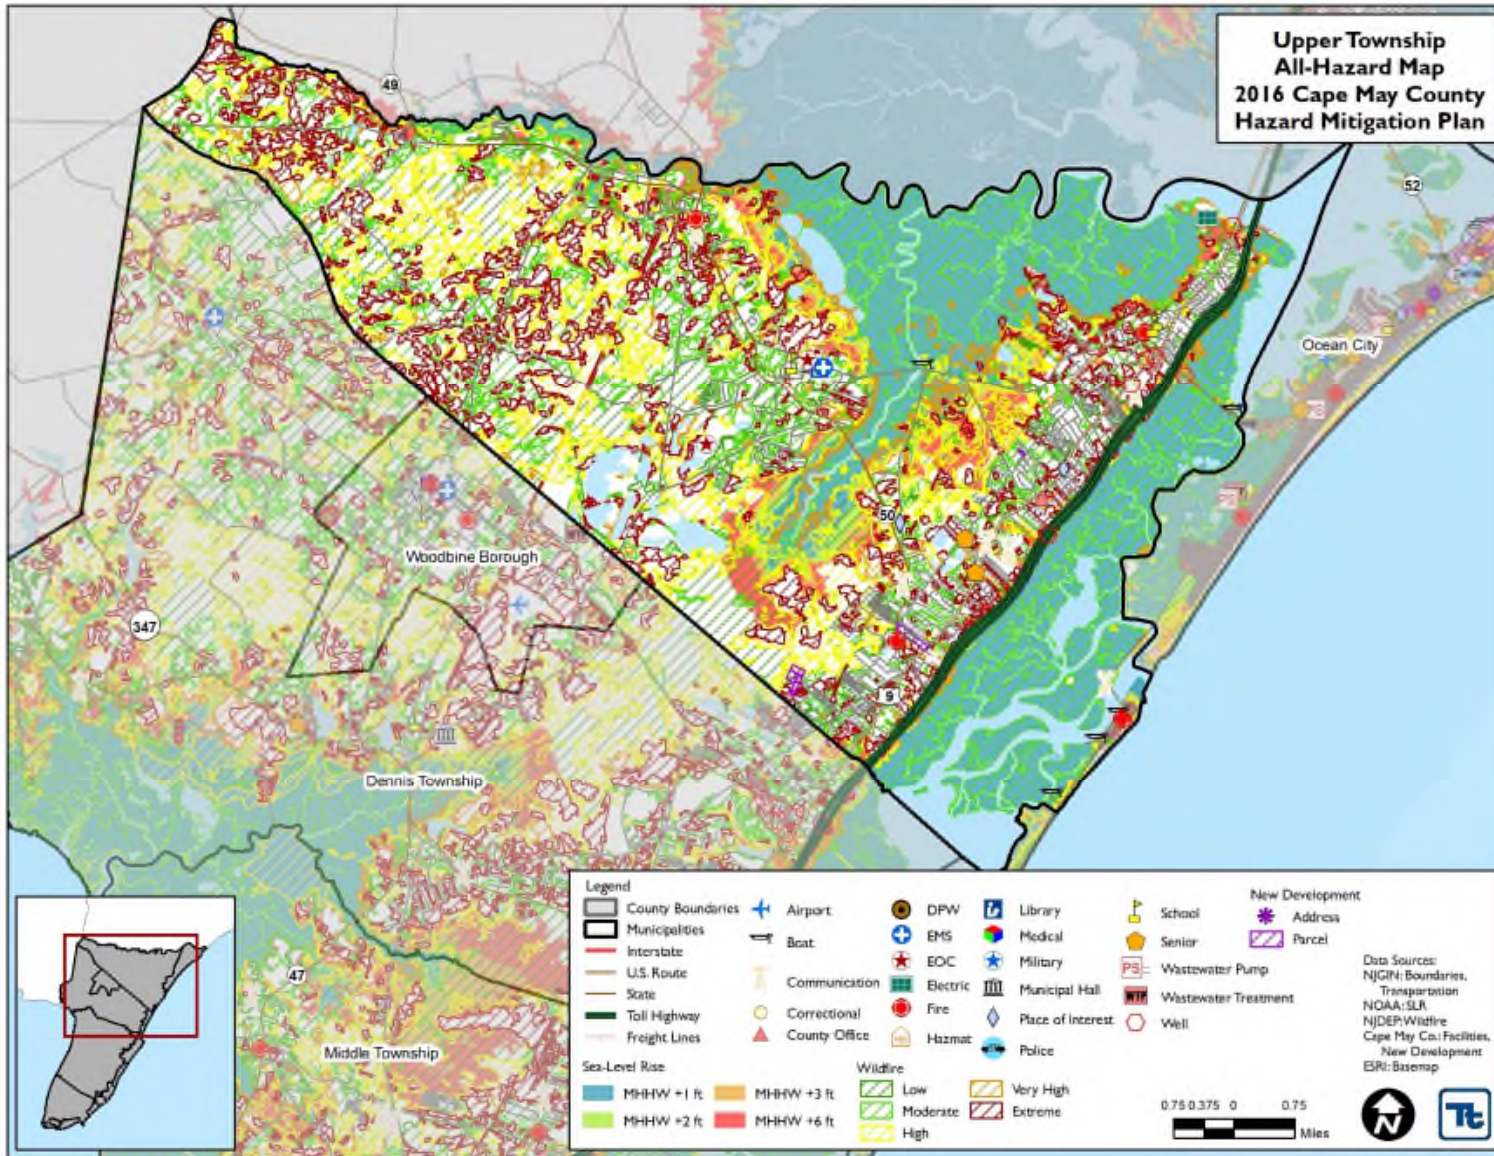 Upper Township
All-Hazard Map
2016 Cape May County
Hazard Mitigation Plan
49
52
Ocean City
50
Woodbine Borough
347
9
Dennis Township
47
Middle Township
Legend
County Boundaries
Municipalities
Interstate
U.S. Route
State
Toll Highway
Freight Lines
Airport
Boat
Communication
Correctional
County Office
DPW
EMS
EOC
Electric
Fire
Hazmat
Library
Medical
Military
Municipal Hall
Place of Interest
Police
School
Senior
PS
Wastewater Pump
WTP
Wastewater Treatment
Well
New Development
Address
Parcel
Sea-Level Rise
MHHW +1 ft
MHHW +2 ft
MHHW +3 ft
MHHW +6 ft
Wildfire
Low
Moderate
High
Very High
Extreme
Data Sources:
NJGIN: Boundaries,
Transportation
NOAA: SLR
NJDEP: Wildfire
Cape May Co.: Facilities,
New Development
ESRI: Basemap
0.75 0.375 0 0.75
Miles
N
Tt